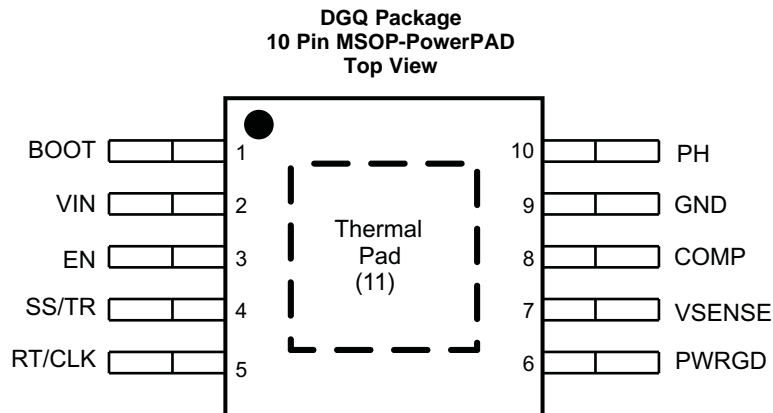 DGQ Package
10 Pin MSOP-PowerPAD
Top View
BOOT 1 10 PH
VIN 2 9 GND
EN 3 8 COMP
SS/TR 4 7 VSENSE
RT/CLK 5 6 PWRGD
Thermal
Pad
(11)